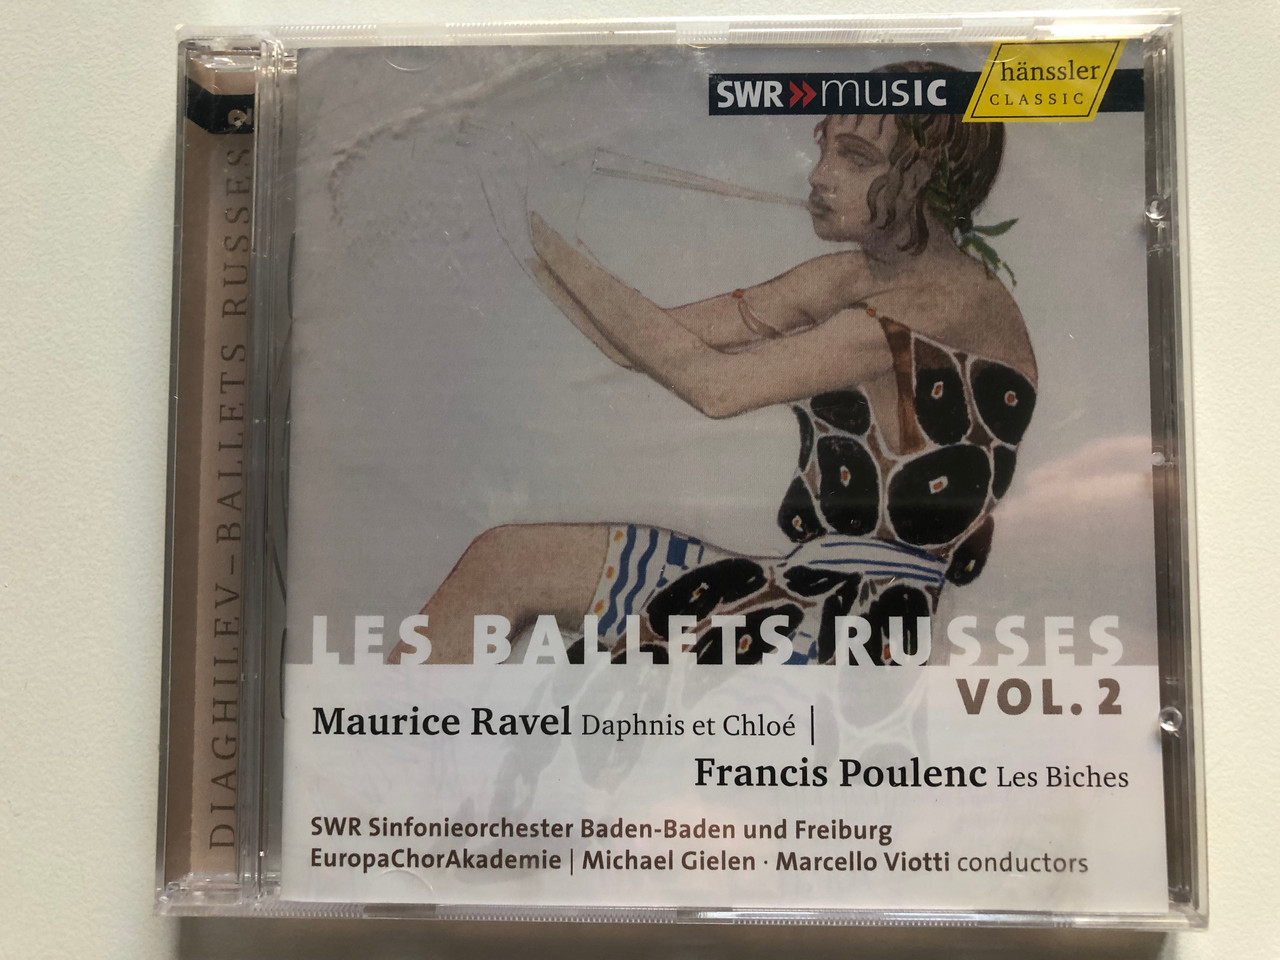 SWR»music
hänssler
CLASSIC
DIAGHILEV – BALLETS RUSSES 2
LES BALLETS RUSSES
VOL. 2
Maurice Ravel Daphnis et Chloé |
Francis Poulenc Les Biches
SWR Sinfonieorchester Baden-Baden und Freiburg
EuropaChorAkademie | Michael Gielen · Marcello Viotti conductors